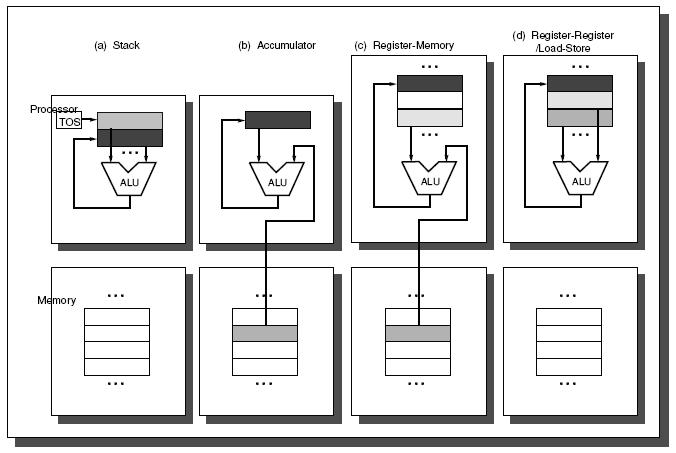 (a) Stack
(b) Accumulator
(c) Register-Memory
(d) Register-Register
/Load-Store
Processor
TOS
...
...
...
...
...
ALU
ALU
ALU
ALU
Memory
...
...
...
...
...
...
...
...